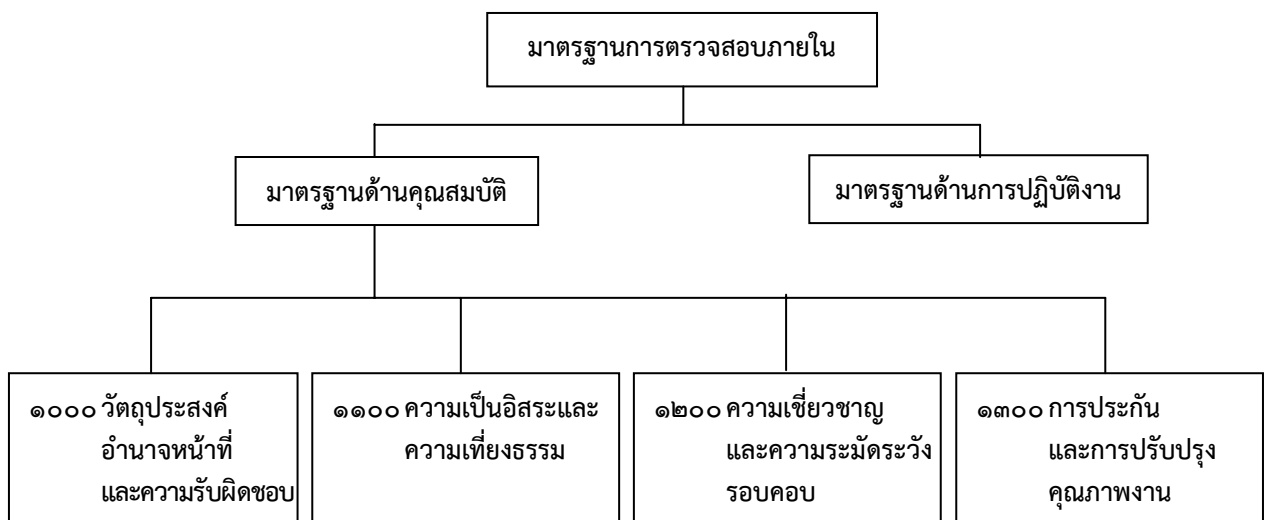 มาตรฐานการตรวจสอบภายใน
มาตรฐานด้านคุณสมบัติ
มาตรฐานด้านการปฏิบัติงาน
๑๐๐๐ วัตถุประสงค์
อำนาจหน้าที่
และความรับผิดชอบ
๑๑๐๐ ความเป็นอิสระและ
ความเที่ยงธรรม
๑๒๐๐ ความเชี่ยวชาญ
และความระมัดระวัง
รอบคอบ
๑๓๐๐ การประกัน
และการปรับปรุง
คุณภาพงาน